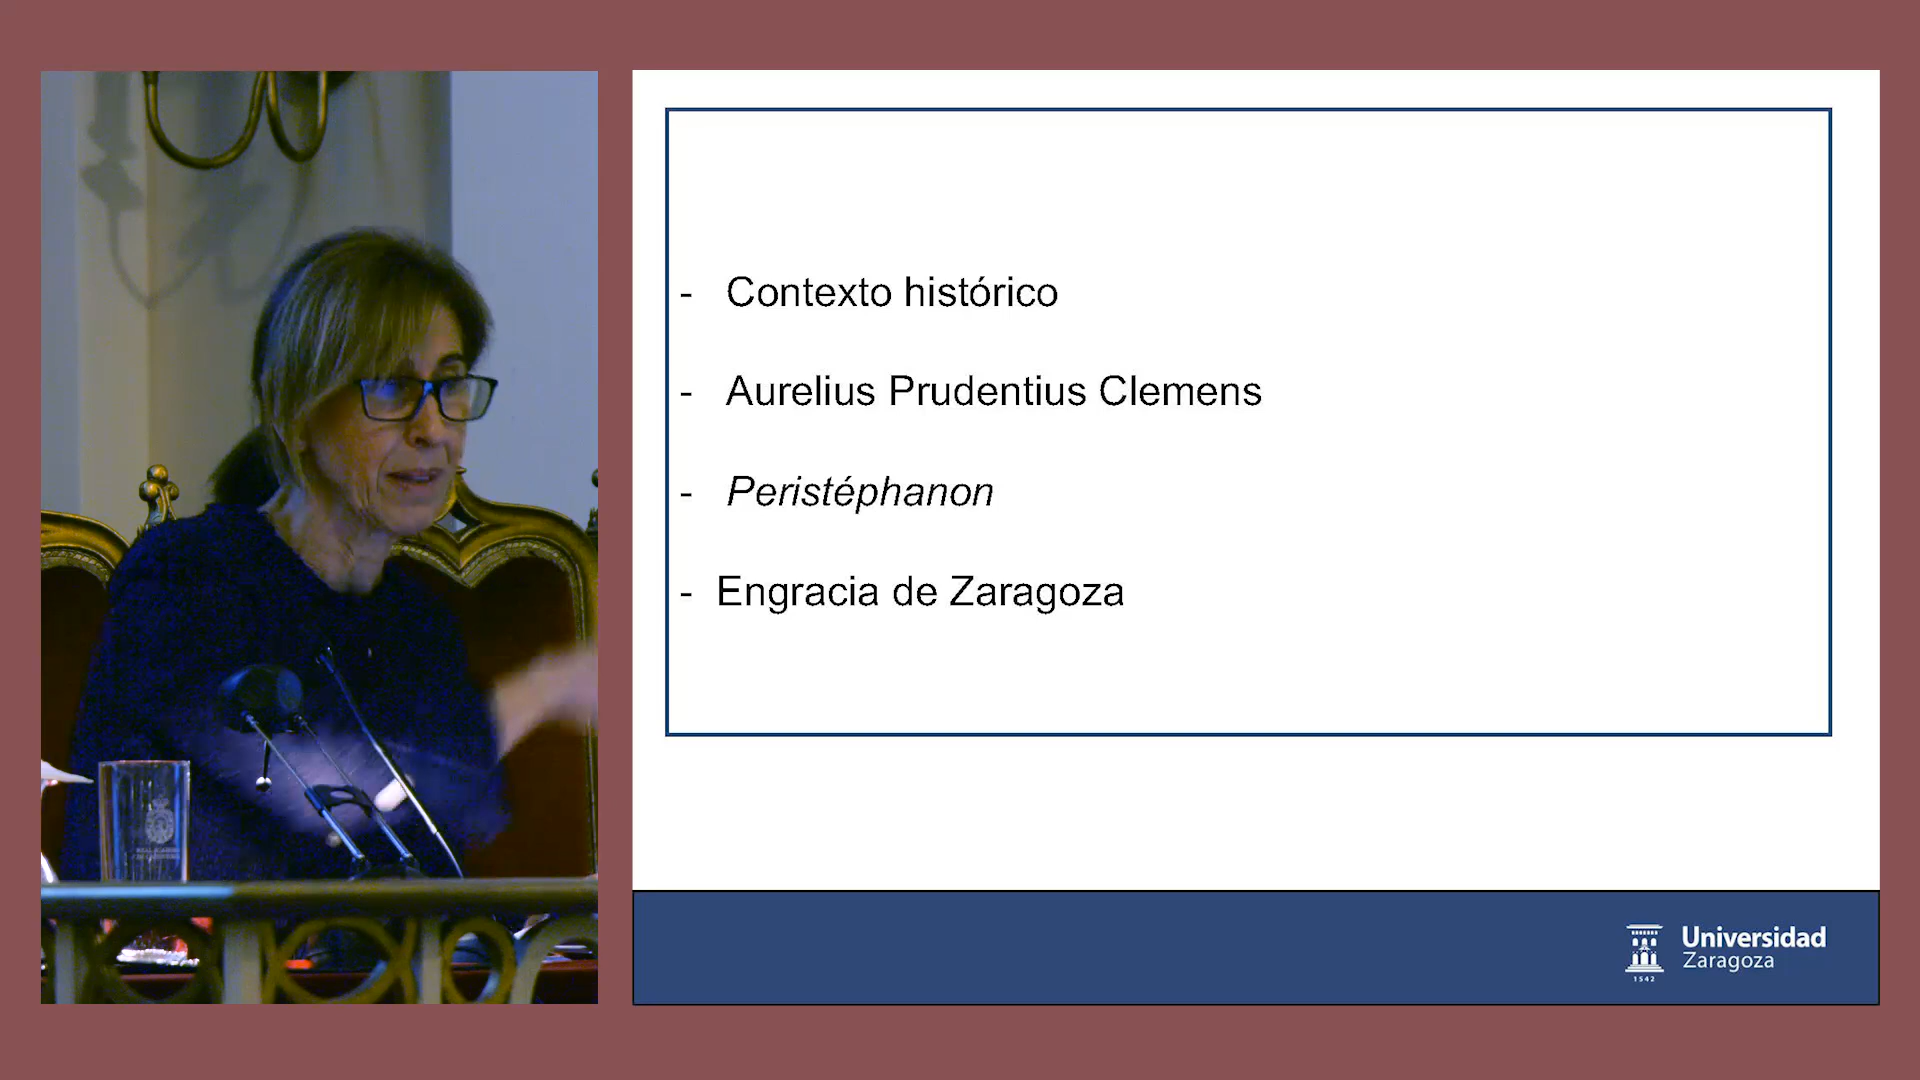 - Contexto histórico
- Aurelius Prudentius Clemens
- Peristéphanon
- Engracia de Zaragoza
Universidad
Zaragoza
1542